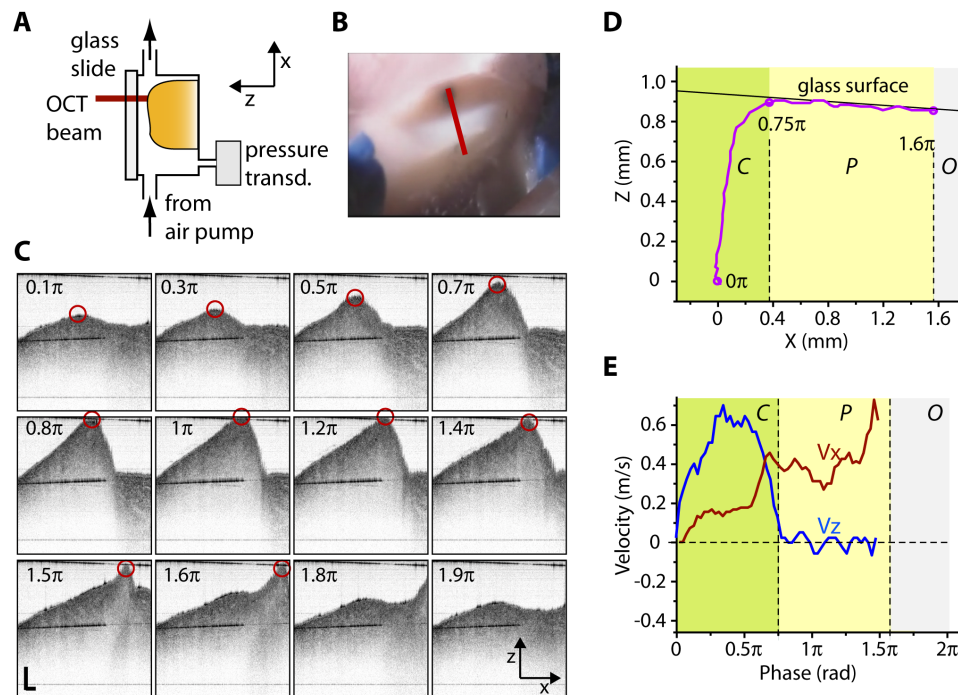 A
glass
slide
OCT
beam
x
z
pressure
transd.
from
air pump
B
C
0.1π
0.3π
0.5π
0.7π
0.8π
1π
1.2π
1.4π
1.5π
1.6π
1.8π
1.9π
z
x
D
1.0
0.8
0.6
0.4
0.2
0
Z (mm)
glass surface
0.75π
1.6π
C
P
O
0π
0
0.4
0.8
1.2
1.6
X (mm)
E
0.6
0.4
0.2
0
-0.2
-0.4
Velocity (m/s)
C
P
O
Vx
Vz
0
0.5π
1π
1.5π
2π
Phase (rad)